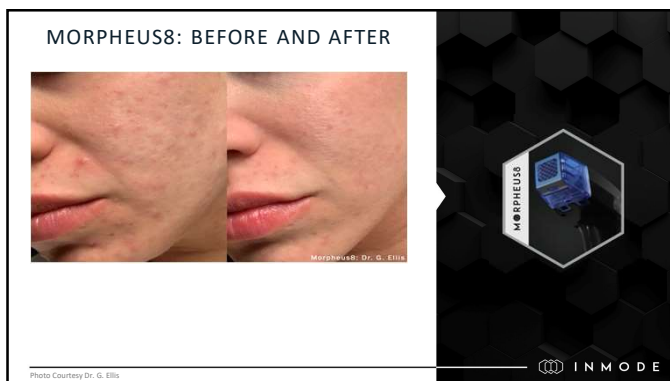 MORPHEUS8: BEFORE AND AFTER
Morpheus8: Dr. G. Ellis
MORPHEUS8
Photo Courtesy Dr. G. Ellis
INMODE